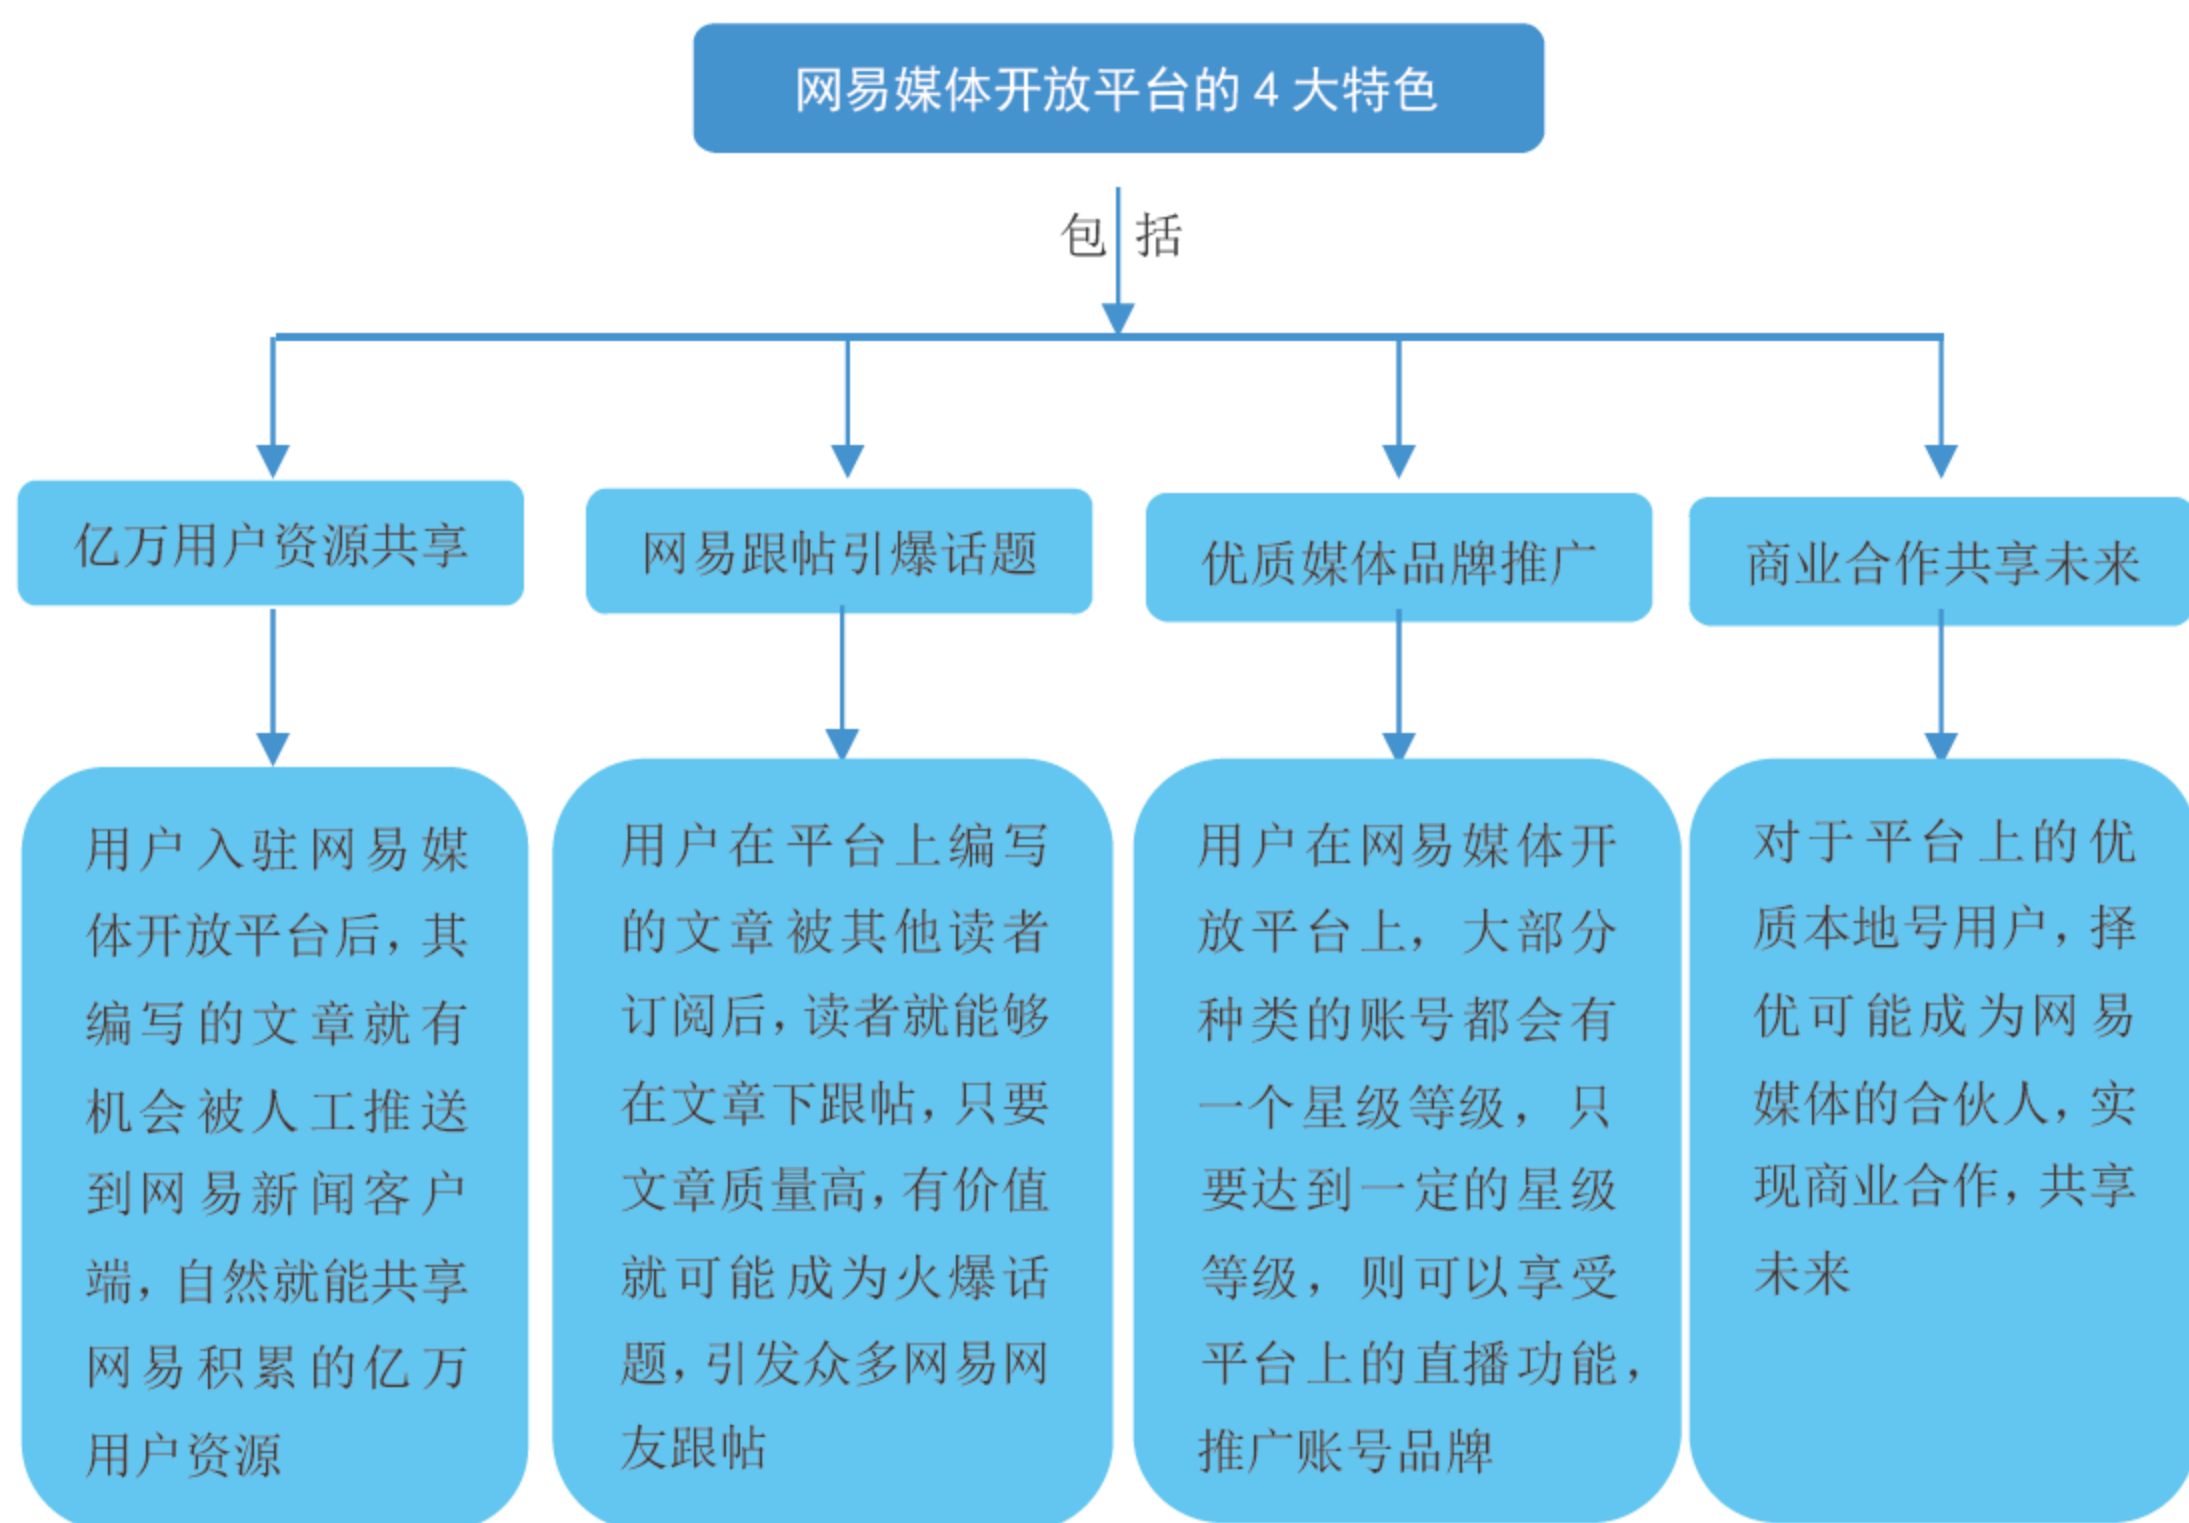 网易媒体开放平台的 4 大特色
包括
亿万用户资源共享
网易跟帖引爆话题
优质媒体品牌推广
商业合作共享未来
用户入驻网易媒
体开放平台后，其
编写的文章就有
机会被人工推送
到网易新闻客户
端，自然就能共享
网易积累的亿万
用户资源
用户在平台上编写
的文章被其他读者
订阅后，读者就能够
在文章下跟帖，只要
文章质量高，有价值
就可能成为火爆话
题，引发众多网易网
友跟帖
用户在网易媒体开
放平台上，大部分
种类的账号都会有
一个星级等级，只
要达到一定的星级
等级，则可以享受
平台上的直播功能，
推广账号品牌
对于平台上的优
质本地号用户，择
优可能成为网易
媒体的合伙人，实
现商业合作，共享
未来